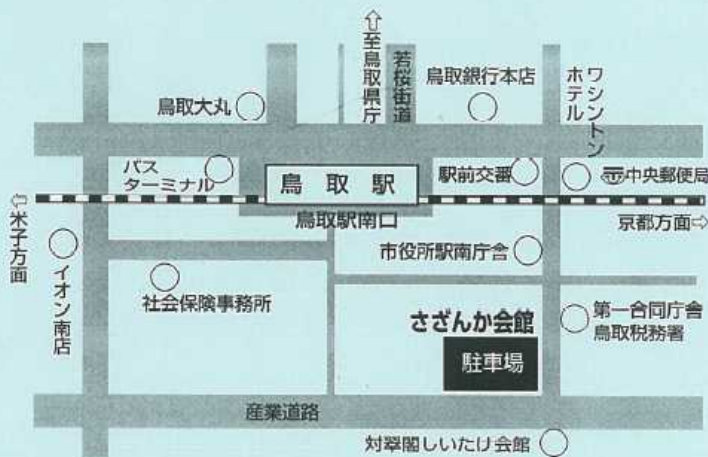 ⇧至鳥取県庁
若桜街道
鳥取大丸
鳥取銀行本店
ワシントン
ホテル
バス
ターミナル
鳥取駅
駅前交番
〶中央郵便局
⇦米子方面
鳥取駅南口
京都方面⇨
イオン南店
市役所駅南庁舎
社会保険事務所
さざんか会館
駐車場
第一合同庁舎
鳥取税務署
産業道路
対翠閣しいたけ会館